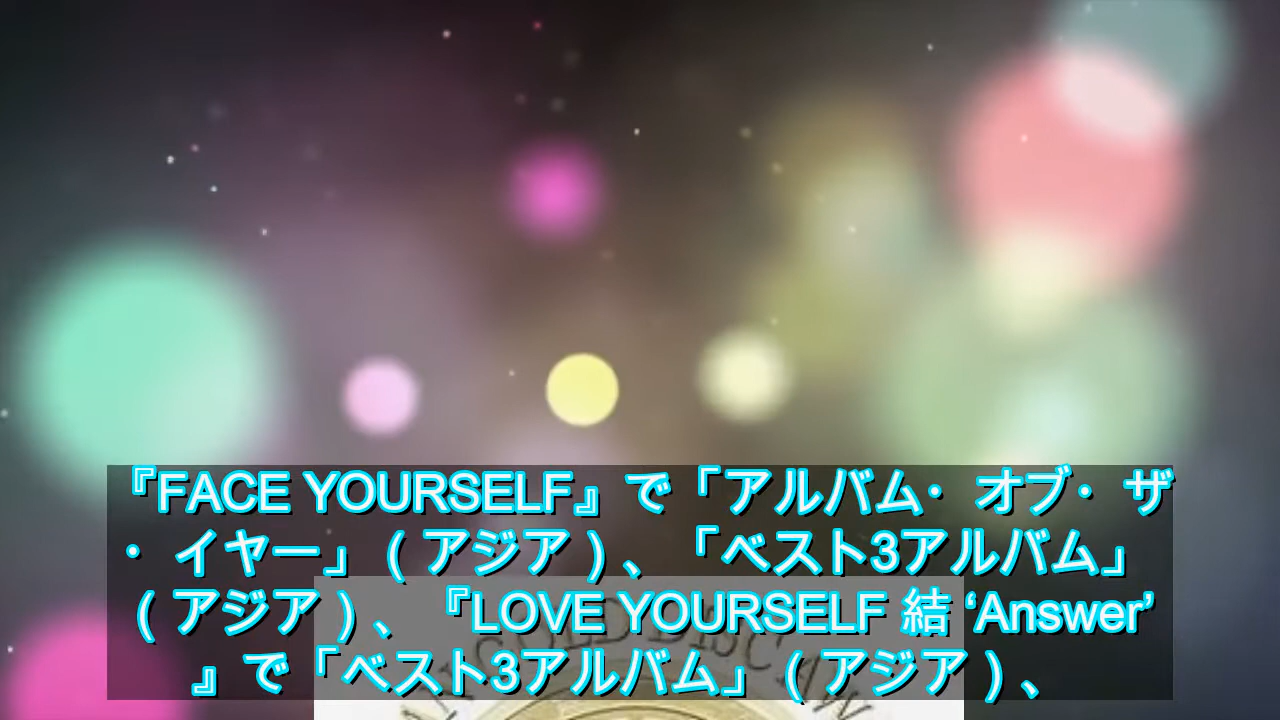 『FACE YOURSELF』で「アルバム・オブ・ザ
・イヤー」(アジア)、「ベスト3アルバム」
(アジア)、『LOVE YOURSELF 結 ‘Answer’
』で「ベスト3アルバム」(アジア)、